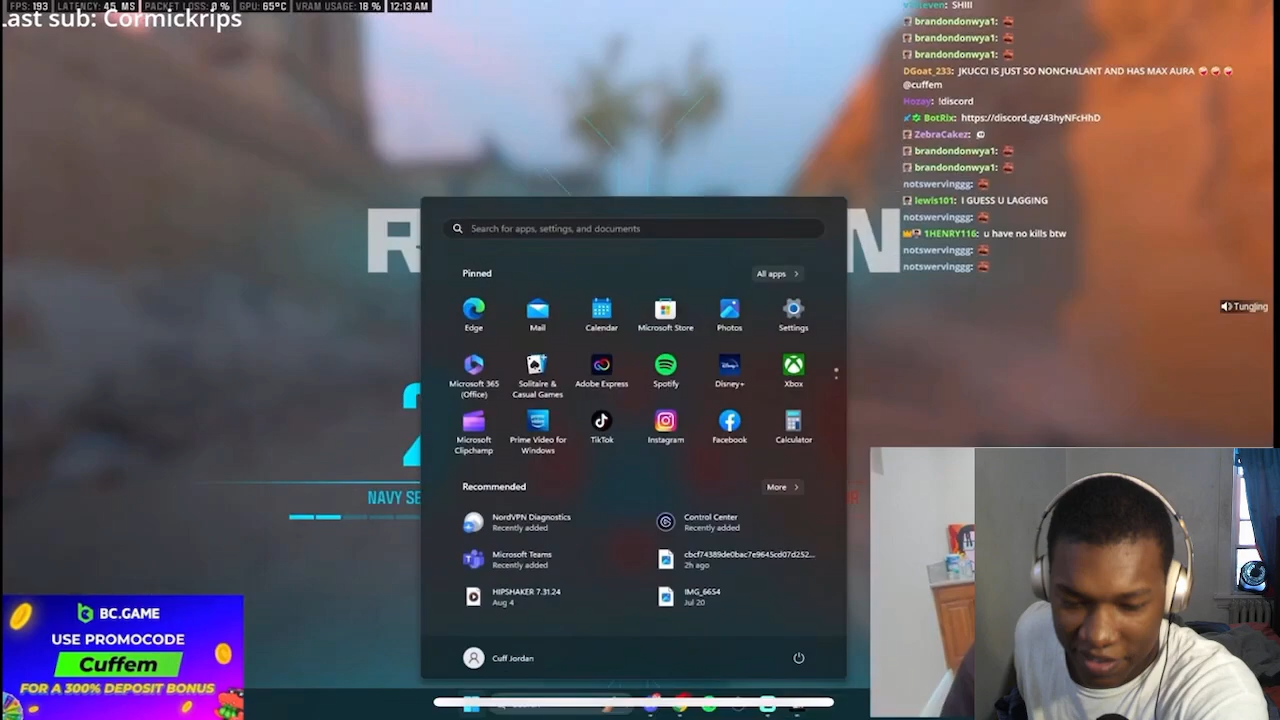 FPS: 193 | LATENCY: 45 MS | PACKET LOSS: 0 % | GPU: 65°C | VRAM USAGE: 18 % | 12:13 AM
Last sub: Cormickrips
SHIII
brandondonwya1:
brandondonwya1:
brandondonwya1:
DGoat_233: JKUCCI IS JUST SO NONCHALANT AND HAS MAX AURA
@cuffem
Hozay: !discord
BotRix: https://discord.gg/43hyNFcHhD
ZebraCakez:
brandondonwya1:
brandondonwya1:
notswervinggg:
lewis101: I GUESS U LAGGING
notswervinggg:
1HENRY116: u have no kills btw
notswervinggg:
notswervinggg:
Tungling
R
N
2
NAVY SE
Search for apps, settings, and documents
Pinned
All apps >
Edge
Mail
Calendar
Microsoft Store
Photos
Settings
Microsoft 365 (Office)
Solitaire & Casual Games
Adobe Express
Spotify
Disney+
Xbox
Microsoft Clipchamp
Prime Video for Windows
TikTok
Instagram
Facebook
Calculator
Recommended
More >
NordVPN Diagnostics
Recently added
Control Center
Recently added
Microsoft Teams
Recently added
cbcf74389de0bac7e9645cd07d252...
2h ago
HIPSHAKER 7.31.24
Aug 4
IMG_6654
Jul 20
Cuff Jordan
BC.GAME
USE PROMOCODE
Cuffem
FOR A 300% DEPOSIT BONUS